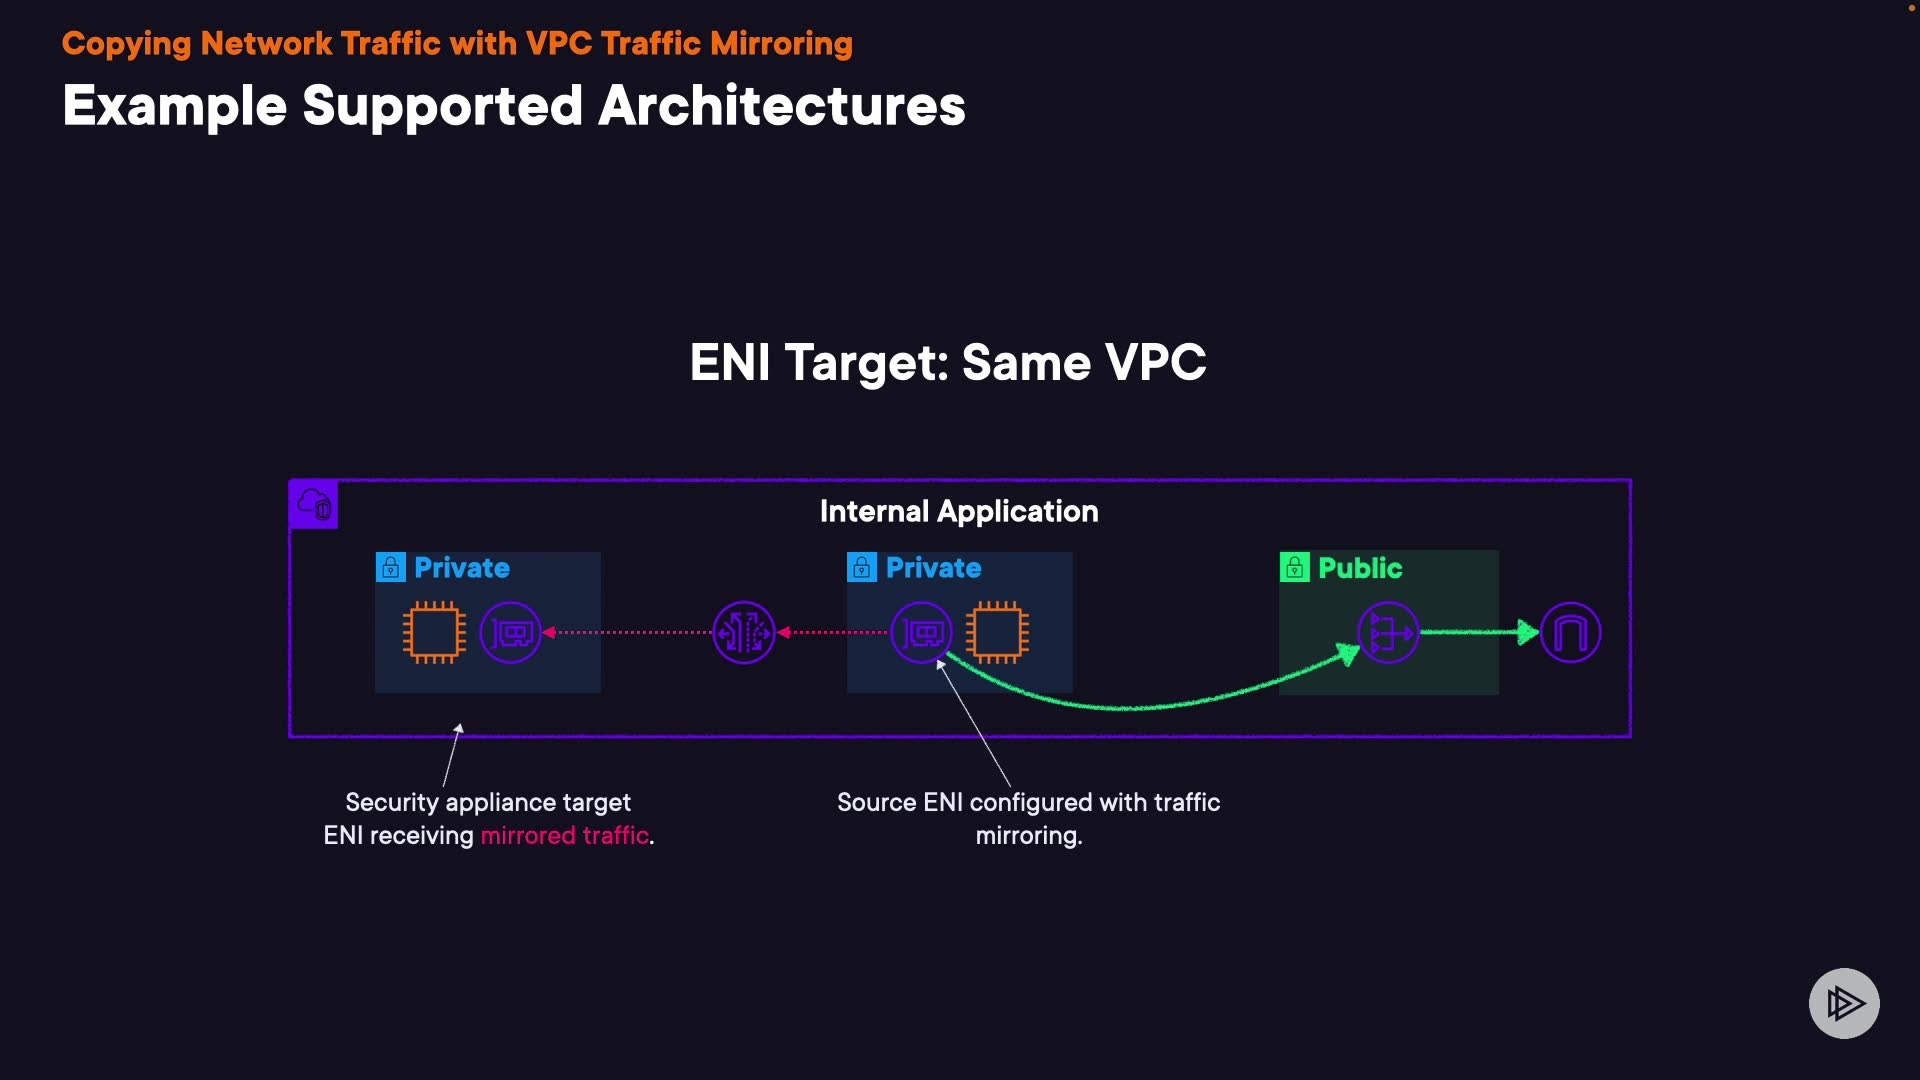 Copying Network Traffic with VPC Traffic Mirroring
Example Supported Architectures
ENI Target: Same VPC
Internal Application
Private
Private
Public
Security appliance target
ENI receiving mirrored traffic.
Source ENI configured with traffic
mirroring.